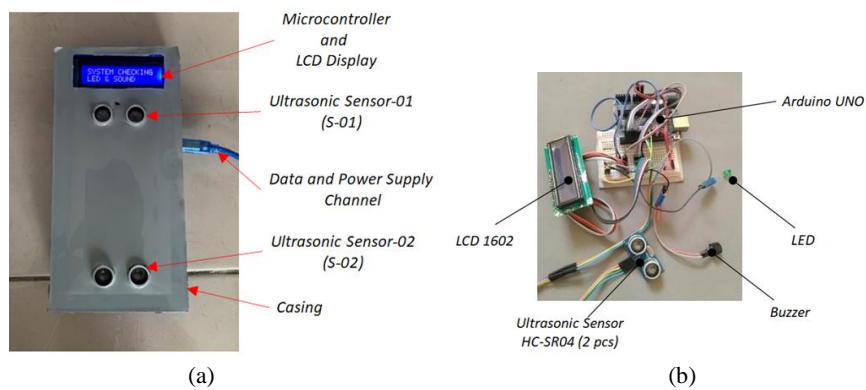 Microcontroller
and
LCD Display
SYSTEM CHECKING
LED & SOUND
Ultrasonic Sensor-01
(S-01)
Data and Power Supply
Channel
Ultrasonic Sensor-02
(S-02)
Casing
(a)
Arduino UNO
LCD 1602
LED
Buzzer
Ultrasonic Sensor
HC-SR04 (2 pcs)
(b)